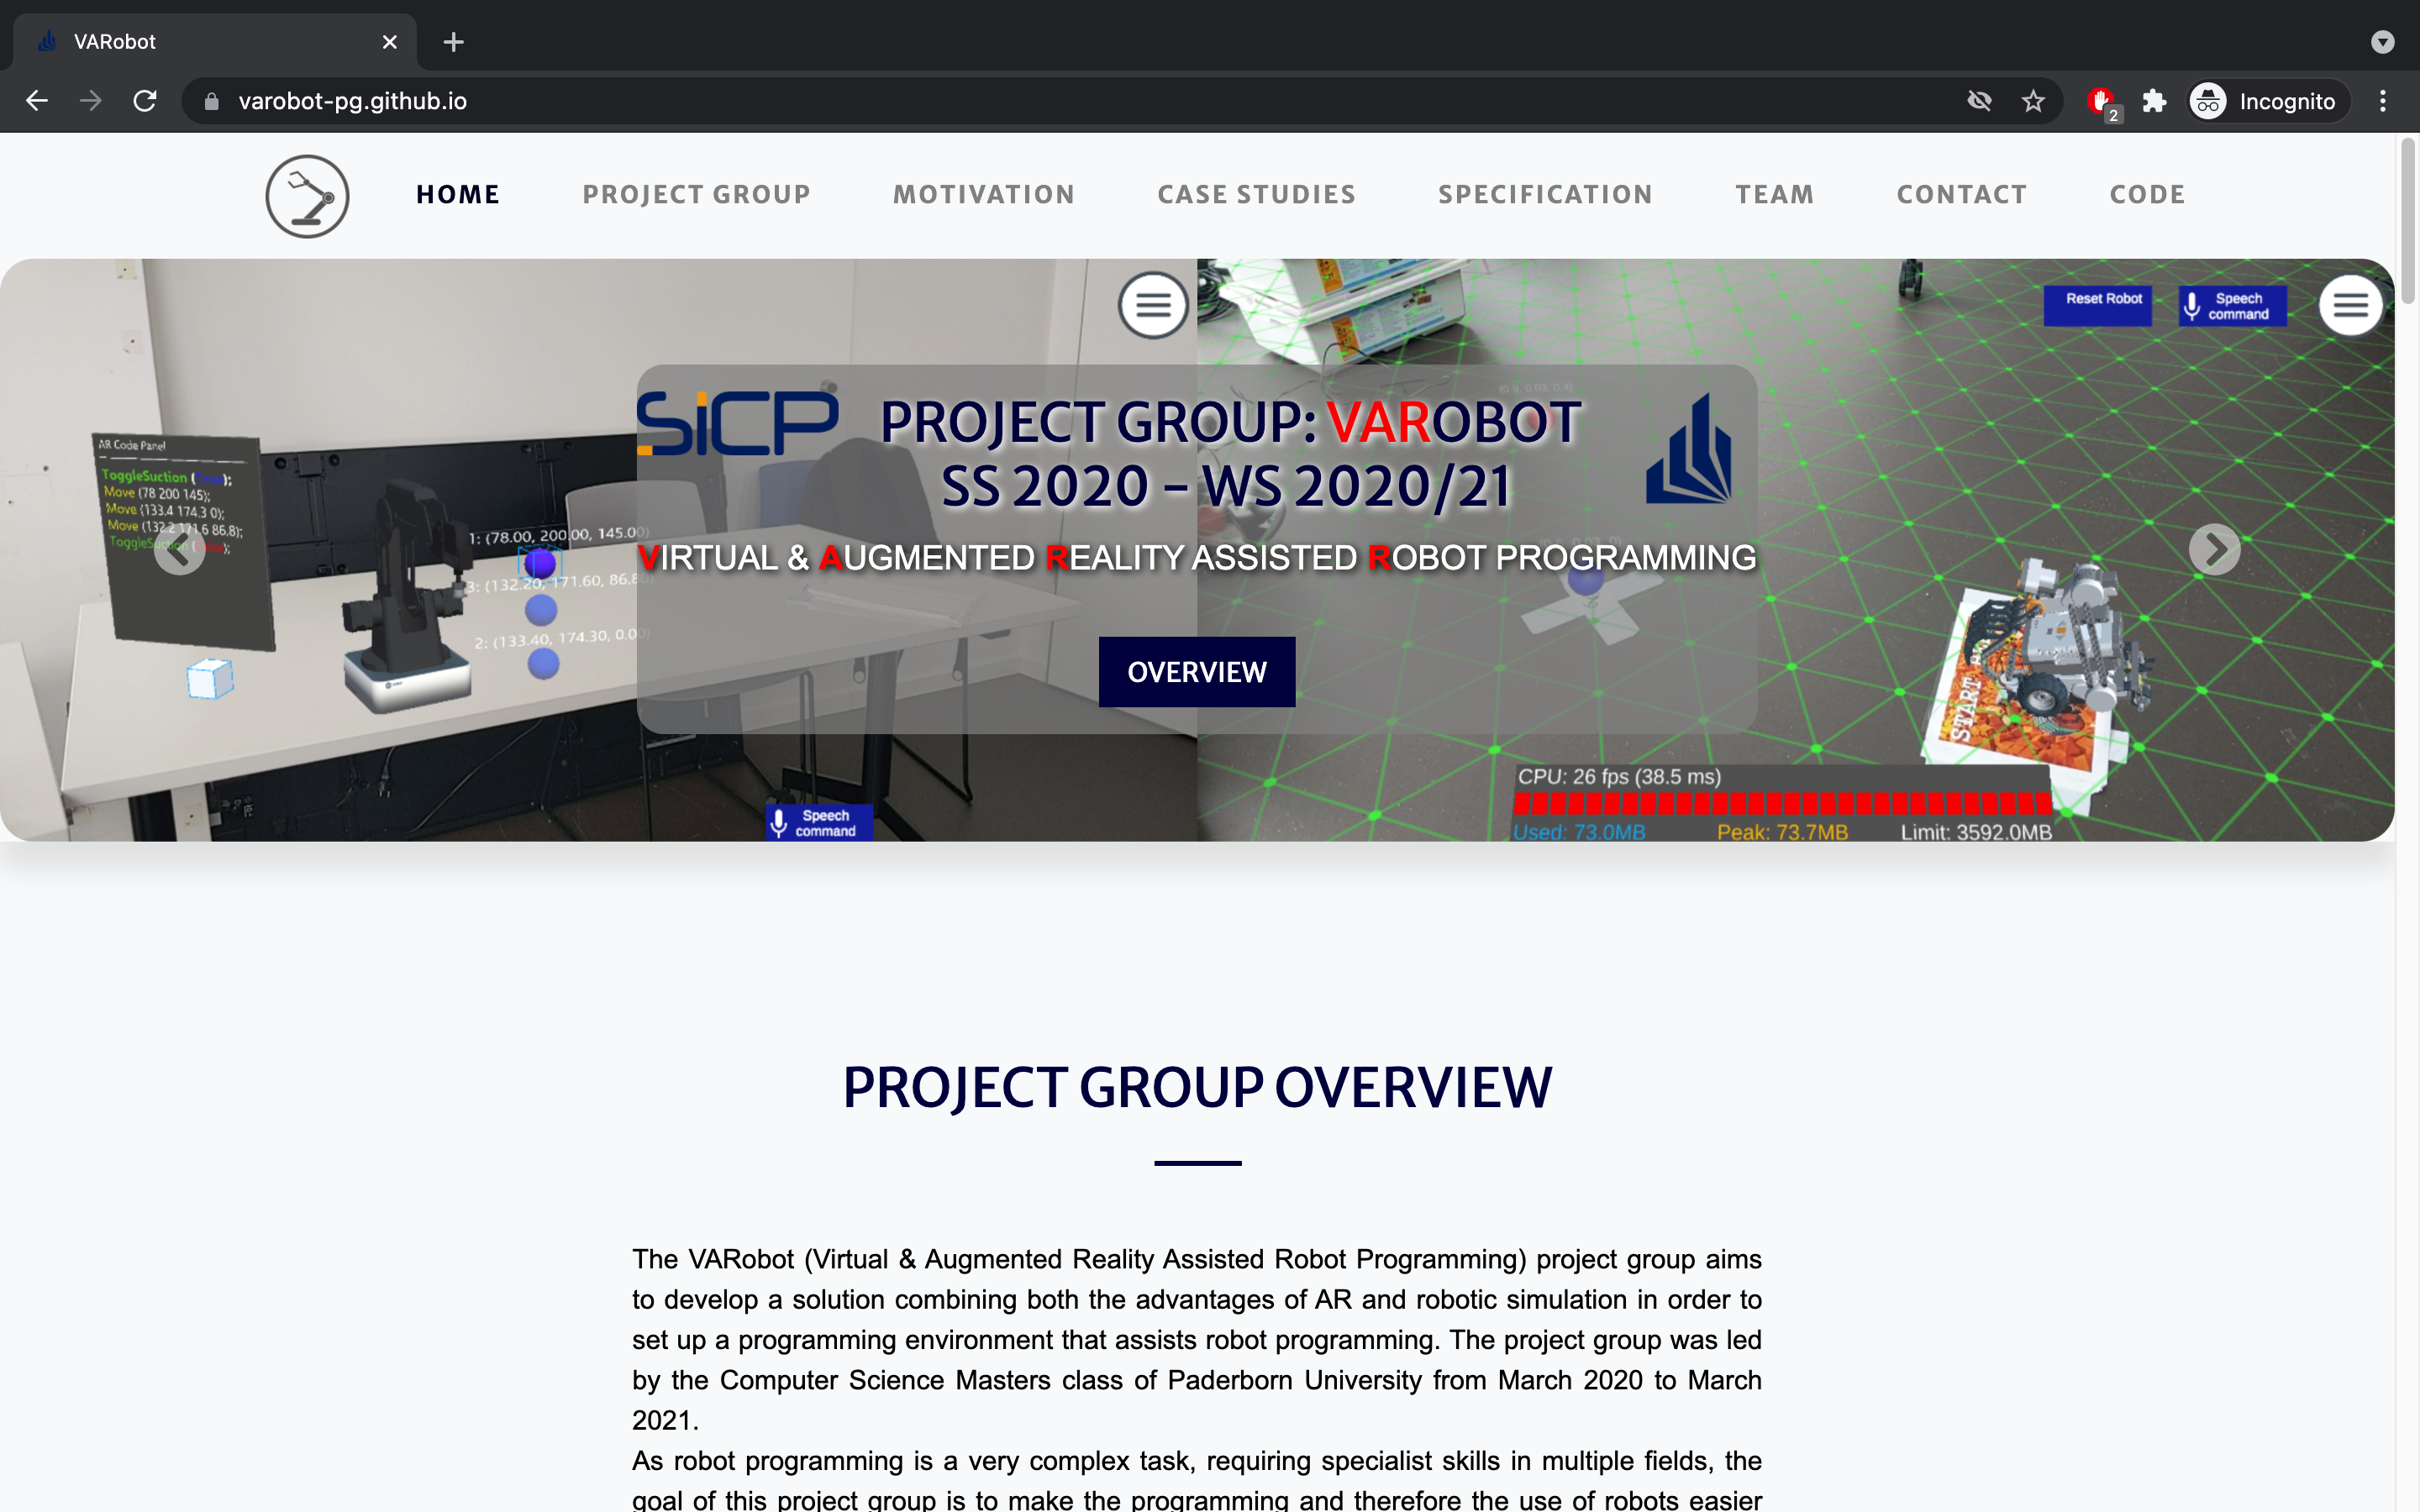 VARobot
varobot-pg.github.io
2
Incognito
HOME PROJECT GROUP MOTIVATION CASE STUDIES SPECIFICATION TEAM CONTACT CODE
Reset Robot
Speech
command
SICP
PROJECT GROUP: VAROBOT
SS 2020 - WS 2020/21
VIRTUAL & AUGMENTED REALITY ASSISTED ROBOT PROGRAMMING
OVERVIEW
AR Code Panel
ToggleSuction ( );
Move (78 200 145);
Move (133.4 174.3 0);
Move (132.2 171.6 86.8);
ToggleSuction ( );
1: (78.00, 200.00, 145.00)
3: (132.20, 171.60, 86.8
2: (133.40, 174.30, 0.00)
START
Speech
command
CPU: 26 fps (38.5 ms)
Used: 73.0MB Peak: 73.7MB Limit: 3592.0MB
PROJECT GROUP OVERVIEW
The VARobot (Virtual & Augmented Reality Assisted Robot Programming) project group aims
to develop a solution combining both the advantages of AR and robotic simulation in order to
set up a programming environment that assists robot programming. The project group was led
by the Computer Science Masters class of Paderborn University from March 2020 to March
2021.
As robot programming is a very complex task, requiring specialist skills in multiple fields, the
goal of this project group is to make the programming and therefore the use of robots easier